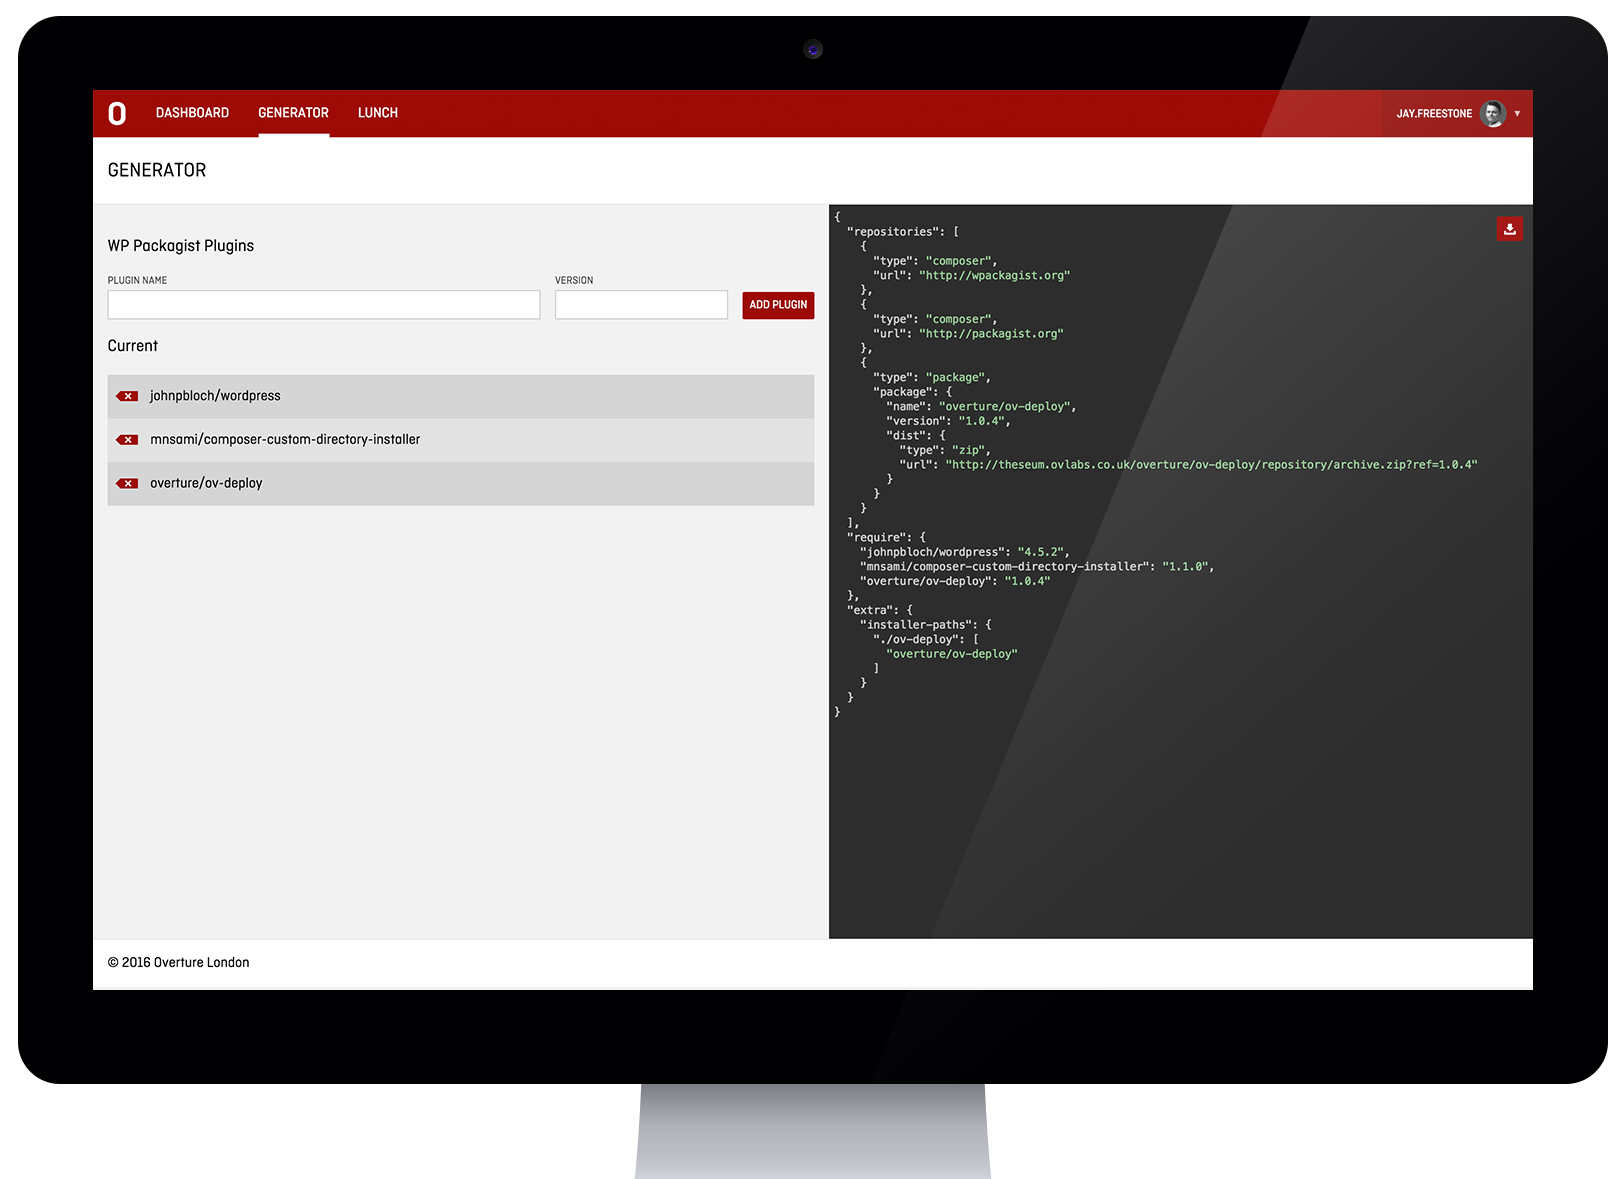 O DASHBOARD GENERATOR LUNCH JAY.FREESTONE
GENERATOR
WP Packagist Plugins
PLUGIN NAME VERSION
ADD PLUGIN
Current
johnpbloch/wordpress
mnsami/composer-custom-directory-installer
overture/ov-deploy
{
  "repositories": [
    {
      "type": "composer",
      "url": "http://wpackagist.org"
    },
    {
      "type": "composer",
      "url": "http://packagist.org"
    },
    {
      "type": "package",
      "package": {
        "name": "overture/ov-deploy",
        "version": "1.0.4",
        "dist": {
          "type": "zip",
          "url": "http://theseum.ovlabs.co.uk/overture/ov-deploy/repository/archive.zip?ref=1.0.4"
        }
      }
    }
  ],
  "require": {
    "johnpbloch/wordpress": "4.5.2",
    "mnsami/composer-custom-directory-installer": "1.1.0",
    "overture/ov-deploy": "1.0.4"
  },
  "extra": {
    "installer-paths": {
      "./ov-deploy": [
        "overture/ov-deploy"
      ]
    }
  }
}
© 2016 Overture London